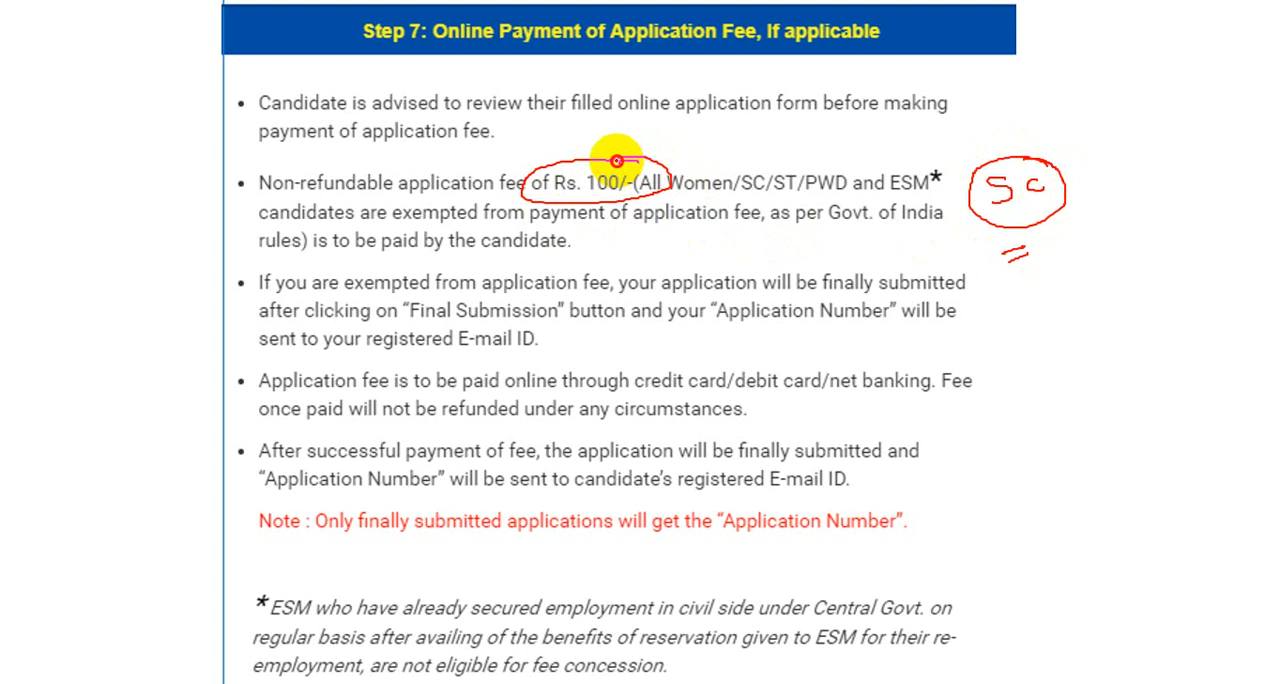 Step 7: Online Payment of Application Fee, If applicable
• Candidate is advised to review their filled online application form before making
payment of application fee.
• Non-refundable application fee of Rs. 100/-(All Women/SC/ST/PWD and ESM*
SC
candidates are exempted from payment of application fee, as per Govt. of India
rules) is to be paid by the candidate.
• If you are exempted from application fee, your application will be finally submitted
after clicking on “Final Submission” button and your “Application Number” will be
sent to your registered E-mail ID.
• Application fee is to be paid online through credit card/debit card/net banking. Fee
once paid will not be refunded under any circumstances.
• After successful payment of fee, the application will be finally submitted and
“Application Number” will be sent to candidate’s registered E-mail ID.
Note : Only finally submitted applications will get the “Application Number”.
*ESM who have already secured employment in civil side under Central Govt. on
regular basis after availing of the benefits of reservation given to ESM for their re-
employment, are not eligible for fee concession.